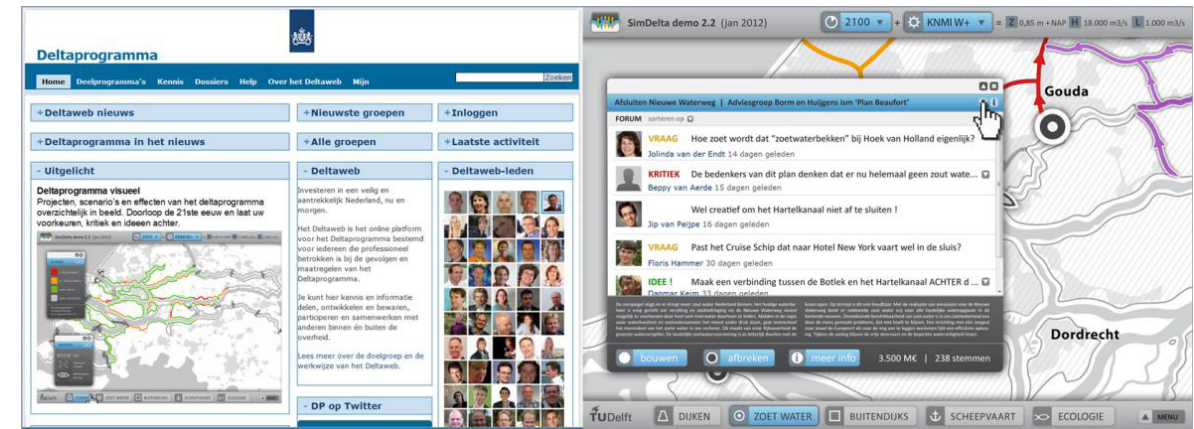 Deltaprogramma
Home Deelprogramma's Kennis Dossiers Help Over het Deltaweb Mijn
Zoeken
+Deltaweb nieuws
+Nieuwste groepen
+Inloggen
+Deltaprogramma in het nieuws
+Alle groepen
+Laatste activiteit
- Uitgelicht
Deltaprogramma visueel
Projecten, scenario's en effecten van het deltaprogramma
overzichtelijk in beeld. Doorloop de 21ste eeuw en laat uw
voorkeuren, kritiek en ideeen achter.
- Deltaweb
Investeren in een veilig en
aantrekkelijk Nederland, nu en
morgen.
Het Deltaweb is het online platform
voor het Deltaprogramma bestemd
voor iedereen die professioneel
betrokken is bij de gevolgen en
maatregelen van het
Deltaprogramma.
Je kunt hier kennis en informatie
delen, ontwikkelen en bewaren,
participeren en samenwerken met
anderen binnen én buiten de
overheid.
Lees meer over de doelgroep en de
werkwijze van het Deltaweb.
- DP op Twitter
- Deltaweb-leden
SimDelta demo 2.2 (jan 2012)
2100 + KNMI W+ = Z 0,85 m + NAP H 18.000 m3/s L 1.000 m3/s
Gouda
Afsluiten Nieuwe Waterweg | Adviesgroep Borm en Huijgens ism 'Plan Beaufort'
FORUM sorteren op
VRAAG Hoe zoet wordt dat "zoetwaterbekken" bij Hoek van Holland eigenlijk?
Jolinda van der Endt 14 dagen geleden
KRITIEK De bedenkers van dit plan denken dat er nu helemaal geen zout wate...
Beppy van Aerde 15 dagen geleden
Wel creatief om het Hartelkanaal niet af te sluiten !
Jip van Peijpe 16 dagen geleden
VRAAG Past het Cruise Schip dat naar Hotel New York vaart wel in de sluis?
Floris Hammer 30 dagen geleden
IDEE ! Maak een verbinding tussen de Botlek en het Hartelkanaal ACHTER d ...
Dagmar Keim 33 dagen geleden
bouwen afbreken meer info 3.500 M€ | 238 stemmen
Dordrecht
TUDelft DIJKEN ZOET WATER BUITENDIJKS SCHEEPVAART ECOLOGIE MENU